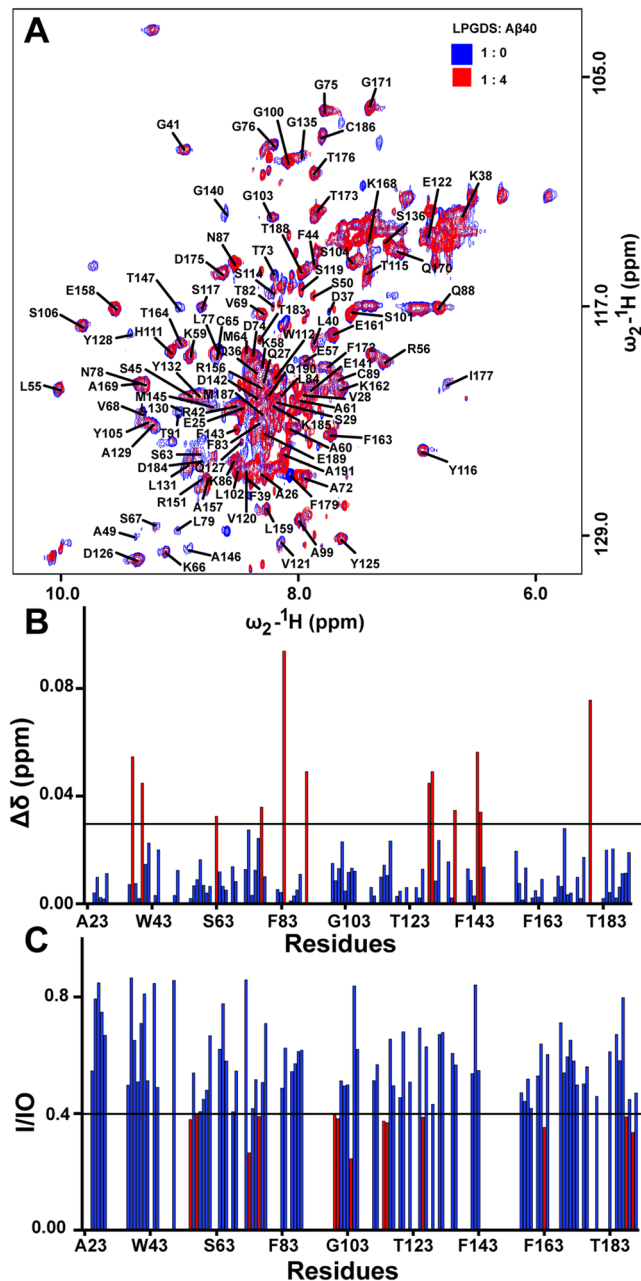 A
LPGDS: Aβ40
1 : 0
1 : 4
105.0
G75
G171
G100
G135
G76
C186
G41
T176
E122
K38
K168
G140
G103
T173
S136
T188
F44
N87
T73
S104
D175
S119
T115
S114
Q170
T147
T82
S50
E158
S117
D37
Q88
V69
T183
117.0
T164
L40
S106
L77
C65
D74
W112
E161
S101
Y128
H111
K59
M64
K58
E57
F172
R56
Y132
Q36
Q27
E141
N78
S45
R156
Q190
C89
I177
L55
A169
D142
L84
K162
M145
M187
V28
V68
A130
R42
A61
E25
S29
Y105
T91
F143
K185
F163
A129
F83
A60
S63
E189
Y116
D184
Q127
K86
A191
L131
L102
F39
A26
A72
R151
A157
V120
F179
S67
L79
L159
A49
A99
129.0
D126
K66
A146
V121
Y125
ω₂-¹H (ppm)
10.0
8.0
6.0
ω₂-¹H (ppm)
B
0.08
Δδ (ppm)
0.04
0.00
A23
W43
S63
F83
G103
T123
F143
F163
T183
Residues
C
0.8
I/IO
0.4
0.00
A23
W43
S63
F83
G103
T123
F143
F163
T183
Residues